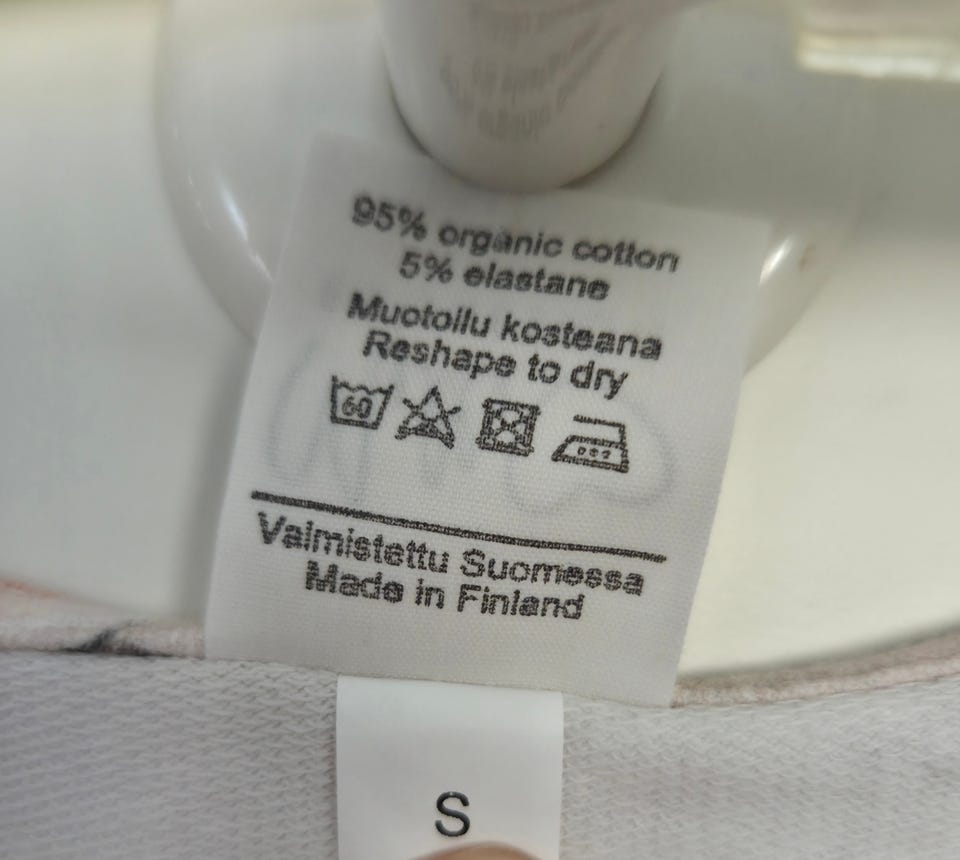 95% organic cotton
5% elastane
Muotoilu kosteana
Reshape to dry
60
Valmistettu Suomessa
Made in Finland
S